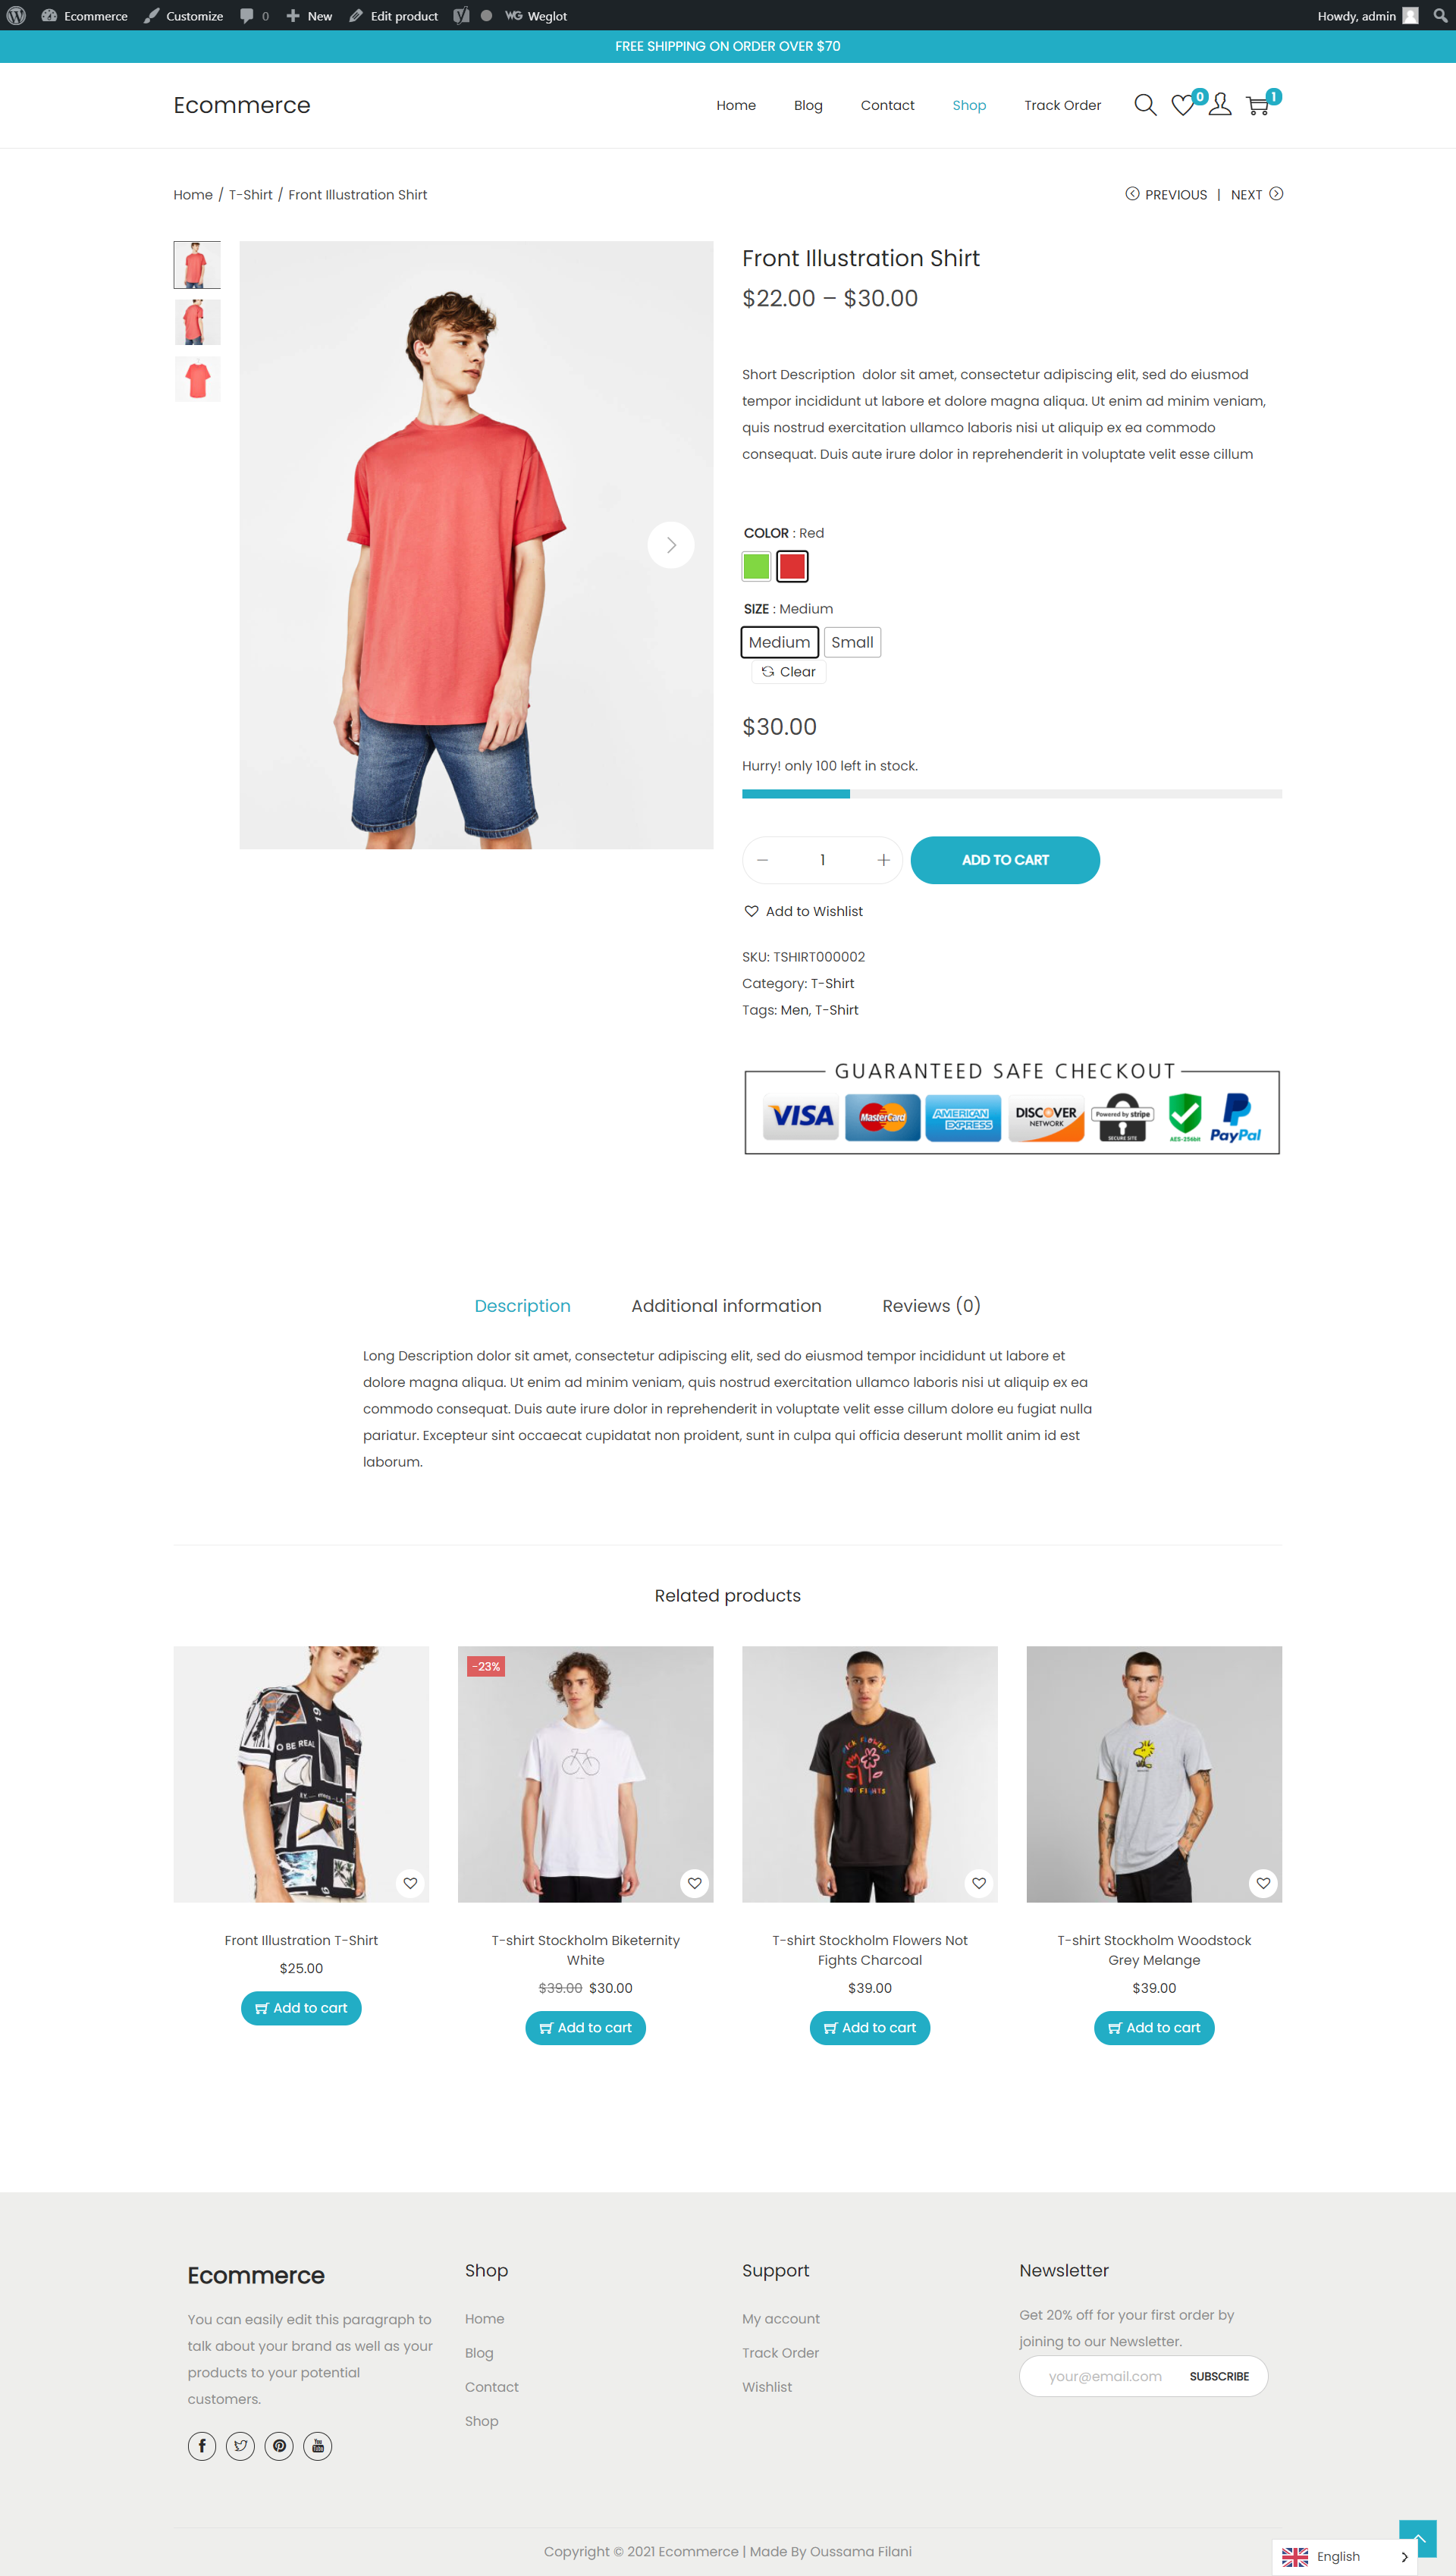 Ecommerce Customize 0 New Edit product WG Weglot Howdy, admin
FREE SHIPPING ON ORDER OVER $70
Ecommerce Home Blog Contact Shop Track Order 0 1
Home / T-Shirt / Front Illustration Shirt PREVIOUS | NEXT
Front Illustration Shirt
$22.00 – $30.00
Short Description dolor sit amet, consectetur adipiscing elit, sed do eiusmod
tempor incididunt ut labore et dolore magna aliqua. Ut enim ad minim veniam,
quis nostrud exercitation ullamco laboris nisi ut aliquip ex ea commodo
consequat. Duis aute irure dolor in reprehenderit in voluptate velit esse cillum
COLOR : Red
SIZE : Medium
Medium Small
Clear
$30.00
Hurry! only 100 left in stock.
1 ADD TO CART
Add to Wishlist
SKU: TSHIRT000002
Category: T-Shirt
Tags: Men, T-Shirt
GUARANTEED SAFE CHECKOUT
VISA MasterCard AMERICAN EXPRESS DISCOVER NETWORK Powered by stripe SECURE SITE AES-256bit PayPal
Description Additional information Reviews (0)
Long Description dolor sit amet, consectetur adipiscing elit, sed do eiusmod tempor incididunt ut labore et
dolore magna aliqua. Ut enim ad minim veniam, quis nostrud exercitation ullamco laboris nisi ut aliquip ex ea
commodo consequat. Duis aute irure dolor in reprehenderit in voluptate velit esse cillum dolore eu fugiat nulla
pariatur. Excepteur sint occaecat cupidatat non proident, sunt in culpa qui officia deserunt mollit anim id est
laborum.
Related products
-23%
O BE REAL
NOT FIGHTS
Front Illustration T-Shirt
$25.00
Add to cart
T-shirt Stockholm Biketernity
White
$39.00 $30.00
Add to cart
T-shirt Stockholm Flowers Not
Fights Charcoal
$39.00
Add to cart
T-shirt Stockholm Woodstock
Grey Melange
$39.00
Add to cart
Ecommerce
You can easily edit this paragraph to
talk about your brand as well as your
products to your potential
customers.
Shop
Home
Blog
Contact
Shop
Support
My account
Track Order
Wishlist
Newsletter
Get 20% off for your first order by
joining to our Newsletter.
your@email.com SUBSCRIBE
Copyright © 2021 Ecommerce | Made By Oussama Filani
English